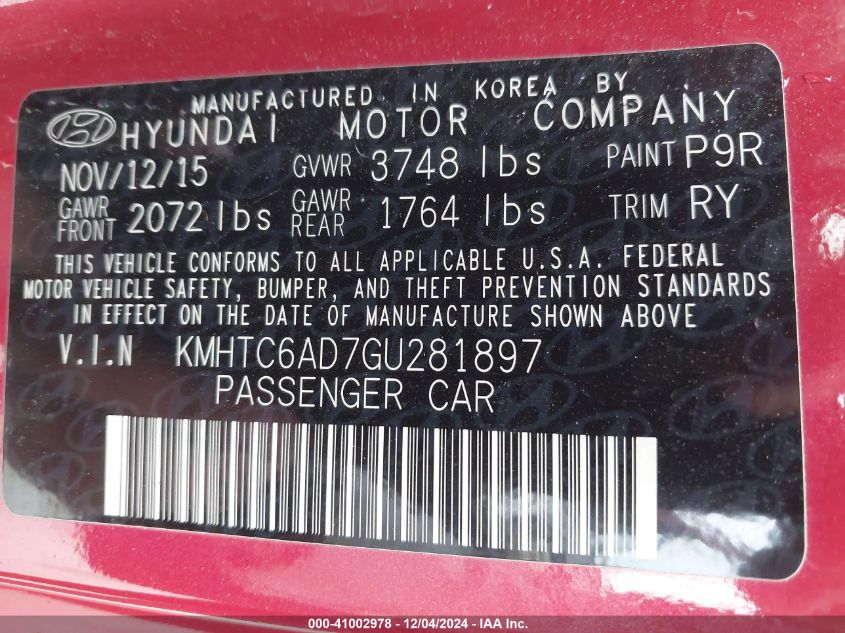 MANUFACTURED IN KOREA BY
HYUNDAI MOTOR COMPANY
NOV/12/15 GVWR 3748 lbs PAINT P9R
GAWR FRONT 2072 lbs GAWR REAR 1764 lbs TRIM RY
THIS VEHICLE CONFORMS TO ALL APPLICABLE U.S.A. FEDERAL
MOTOR VEHICLE SAFETY, BUMPER, AND THEFT PREVENTION STANDARDS
IN EFFECT ON THE DATE OF MANUFACTURE SHOWN ABOVE
V.I.N KMHTC6AD7GU281897
PASSENGER CAR
000-41002978 - 12/04/2024 - IAA Inc.